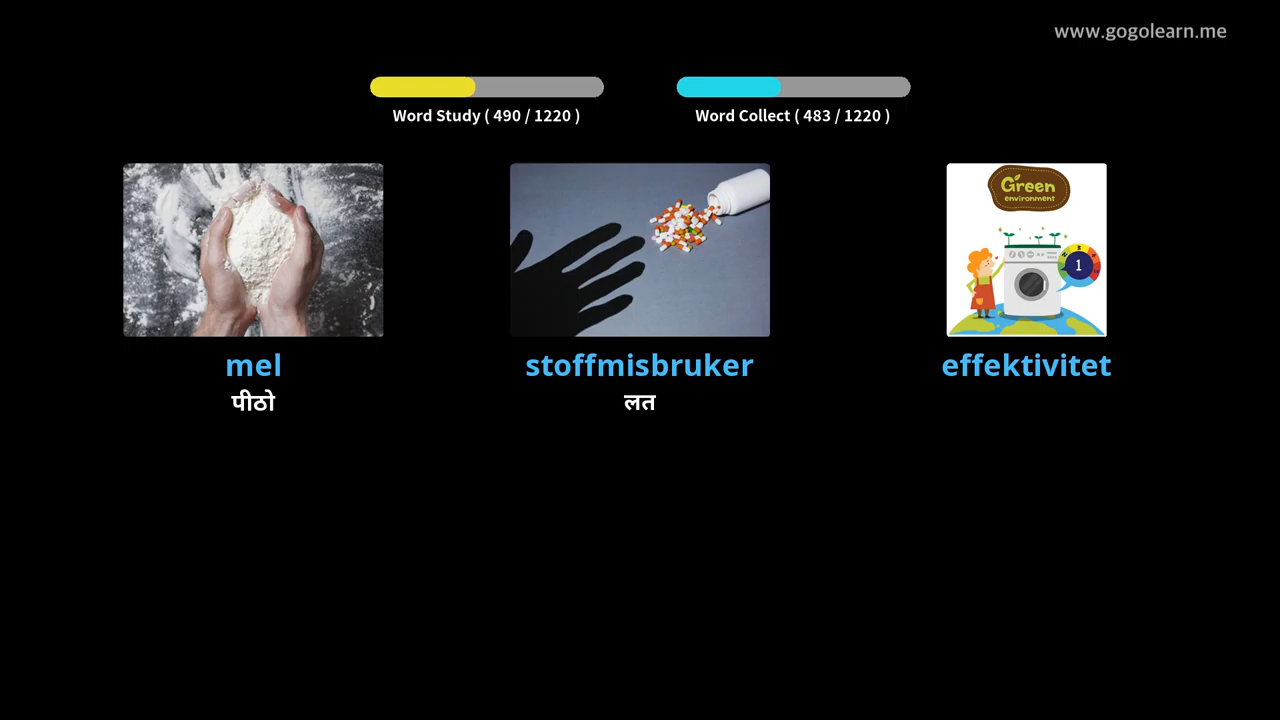 www.gogolearn.me
Word Study ( 490 / 1220 )
Word Collect ( 483 / 1220 )
Green
environment
1
mel
stoffmisbruker
effektivitet
पीठो
लत